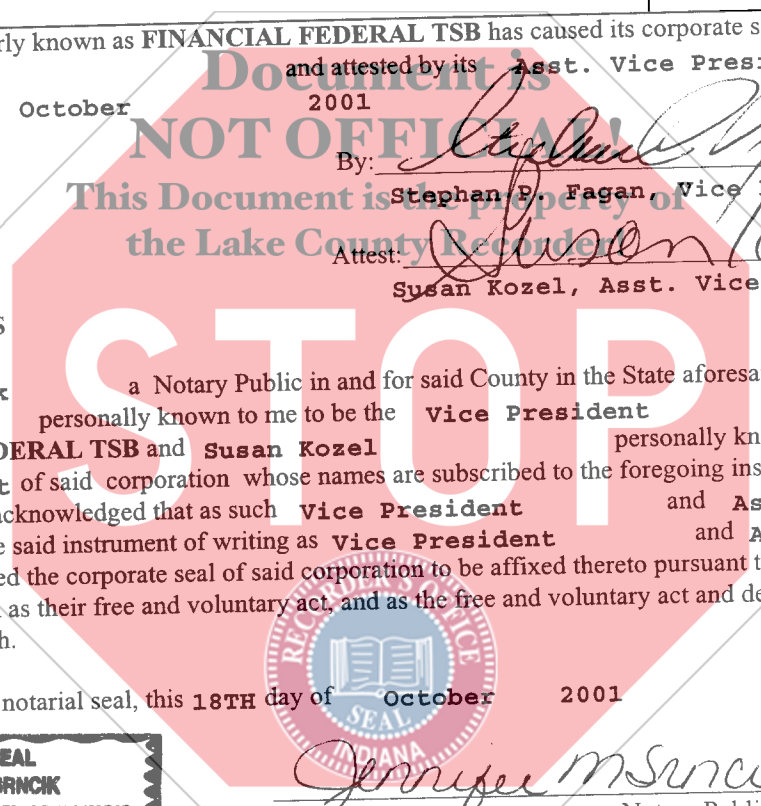 rly known as FINANCIAL FEDERAL TSB has caused its corporate s
Document is
and attested by its Asst. Vice Pres
October 2001
NOT OFFICIAL!
By:
This Document is the property of
Stephan P. Fagan, Vice
the Lake County Recorder!
Attest: Susan
Susan Kozel, Asst. Vice
S
STOP
k a Notary Public in and for said County in the State aforesa
personally known to me to be the Vice President
DERAL TSB and Susan Kozel personally kn
t of said corporation whose names are subscribed to the foregoing ins
acknowledged that as such Vice President and As
e said instrument of writing as Vice President and A
ed the corporate seal of said corporation to be affixed thereto pursuant t
as their free and voluntary act, and as the free and voluntary act and de
h.
RECORDER'S OFFICE
SEAL
INDIANA
notarial seal, this 18TH day of October 2001
EAL
RNCIK
Jennifer M Srnci